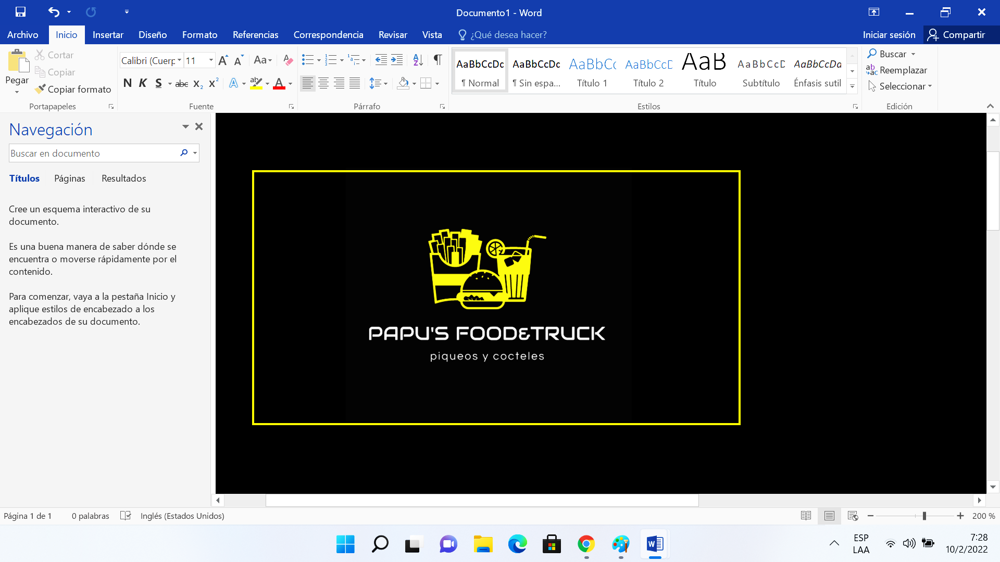 Documento1 - Word
Archivo Inicio Insertar Diseño Formato Referencias Correspondencia Revisar Vista ¿Qué desea hacer? Iniciar sesión Compartir
Pegar
Cortar
Copiar
Copiar formato
Portapapeles
Calibri (Cuerp 11 Aa
N K S abc X₂ X² A ab A
Fuente
Párrafo
AaBbCcDc AaBbCcDc AaBbCc AaBbCcD AaB AaBbCcD AaBbCcDa
¶ Normal ¶ Sin espa... Título 1 Título 2 Título Subtítulo Énfasis sutil
Estilos
Buscar
Reemplazar
Seleccionar
Edición
Navegación
Buscar en documento
Títulos Páginas Resultados
Cree un esquema interactivo de su
documento.
Es una buena manera de saber dónde se
encuentra o moverse rápidamente por el
contenido.
Para comenzar, vaya a la pestaña Inicio y
aplique estilos de encabezado a los
encabezados de su documento.
PAPU'S FOOD&TRUCK
piqueos y cocteles
Página 1 de 1 0 palabras Inglés (Estados Unidos) 200 %
ESP
LAA
7:28
10/2/2022